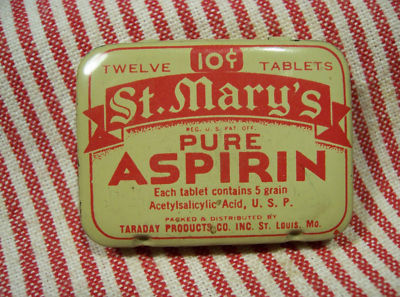 10¢
TWELVE TABLETS
St. Mary's
REG. U. S. PAT. OFF.
PURE
ASPIRIN
Each tablet contains 5 grain
Acetylsalicylic Acid, U. S. P.
PACKED & DISTRIBUTED BY
TARADAY PRODUCTS CO. INC. ST. LOUIS, MO.